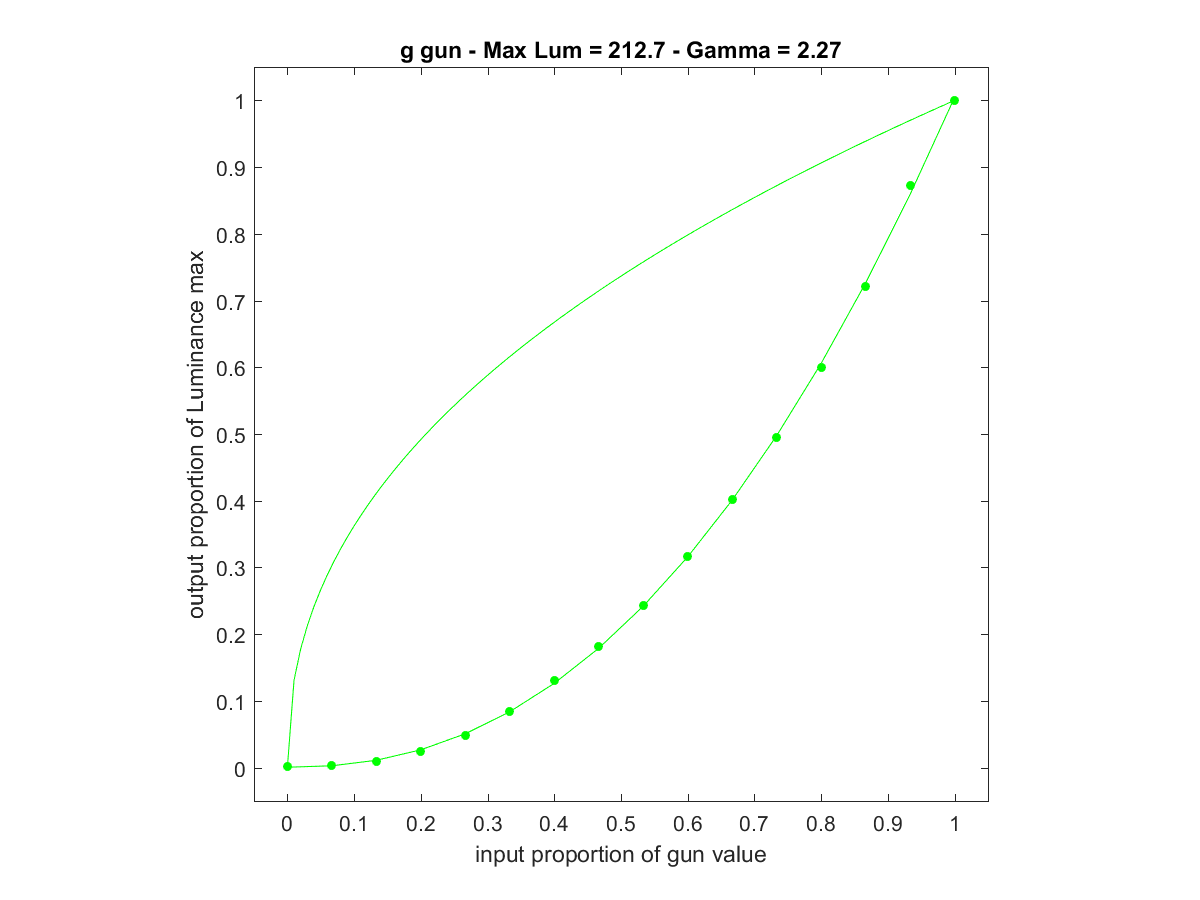 g gun - Max Lum = 212.7 - Gamma = 2.27
output proportion of Luminance max
1
0.9
0.8
0.7
0.6
0.5
0.4
0.3
0.2
0.1
0
0 0.1 0.2 0.3 0.4 0.5 0.6 0.7 0.8 0.9 1
input proportion of gun value